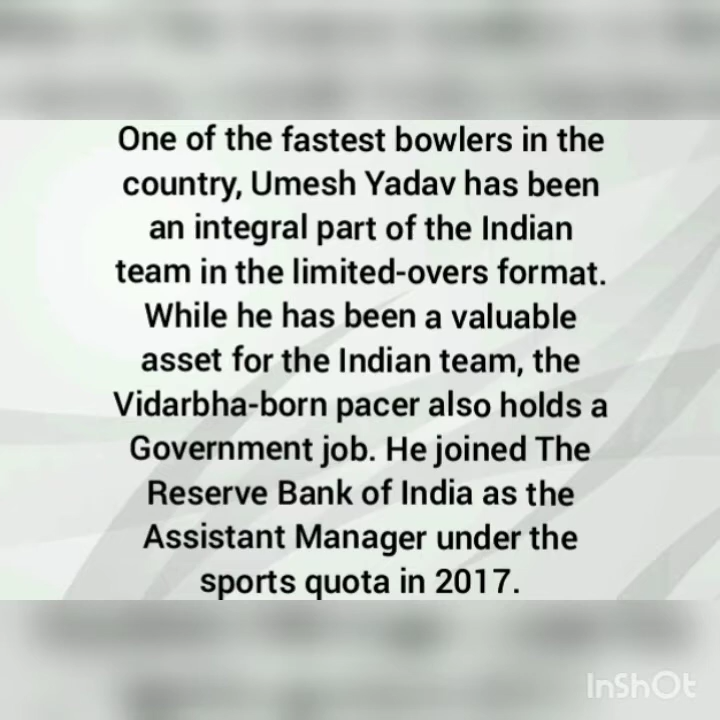 One of the fastest bowlers in the
country, Umesh Yadav has been
an integral part of the Indian
team in the limited-overs format.
While he has been a valuable
asset for the Indian team, the
Vidarbha-born pacer also holds a
Government job. He joined The
Reserve Bank of India as the
Assistant Manager under the
sports quota in 2017.
InShOt